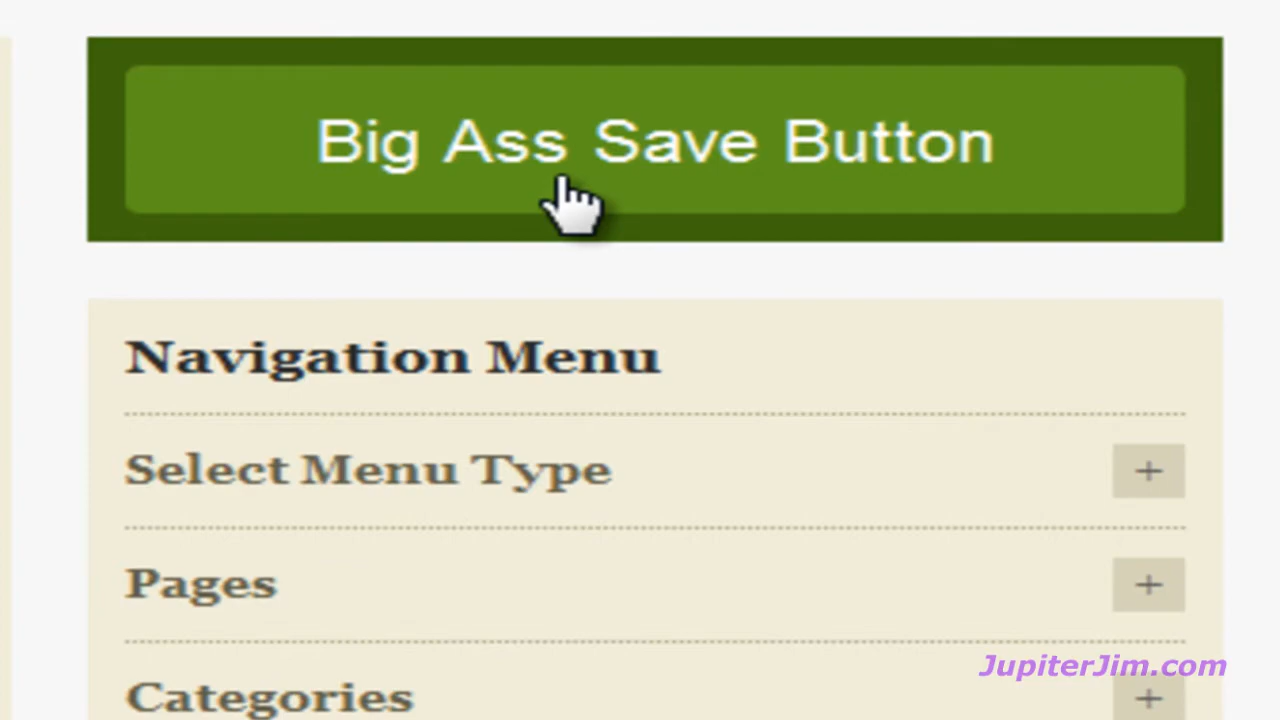 Big Ass Save Button
Navigation Menu
Select Menu Type
+
Pages
+
JupiterJim.com
Categories
+